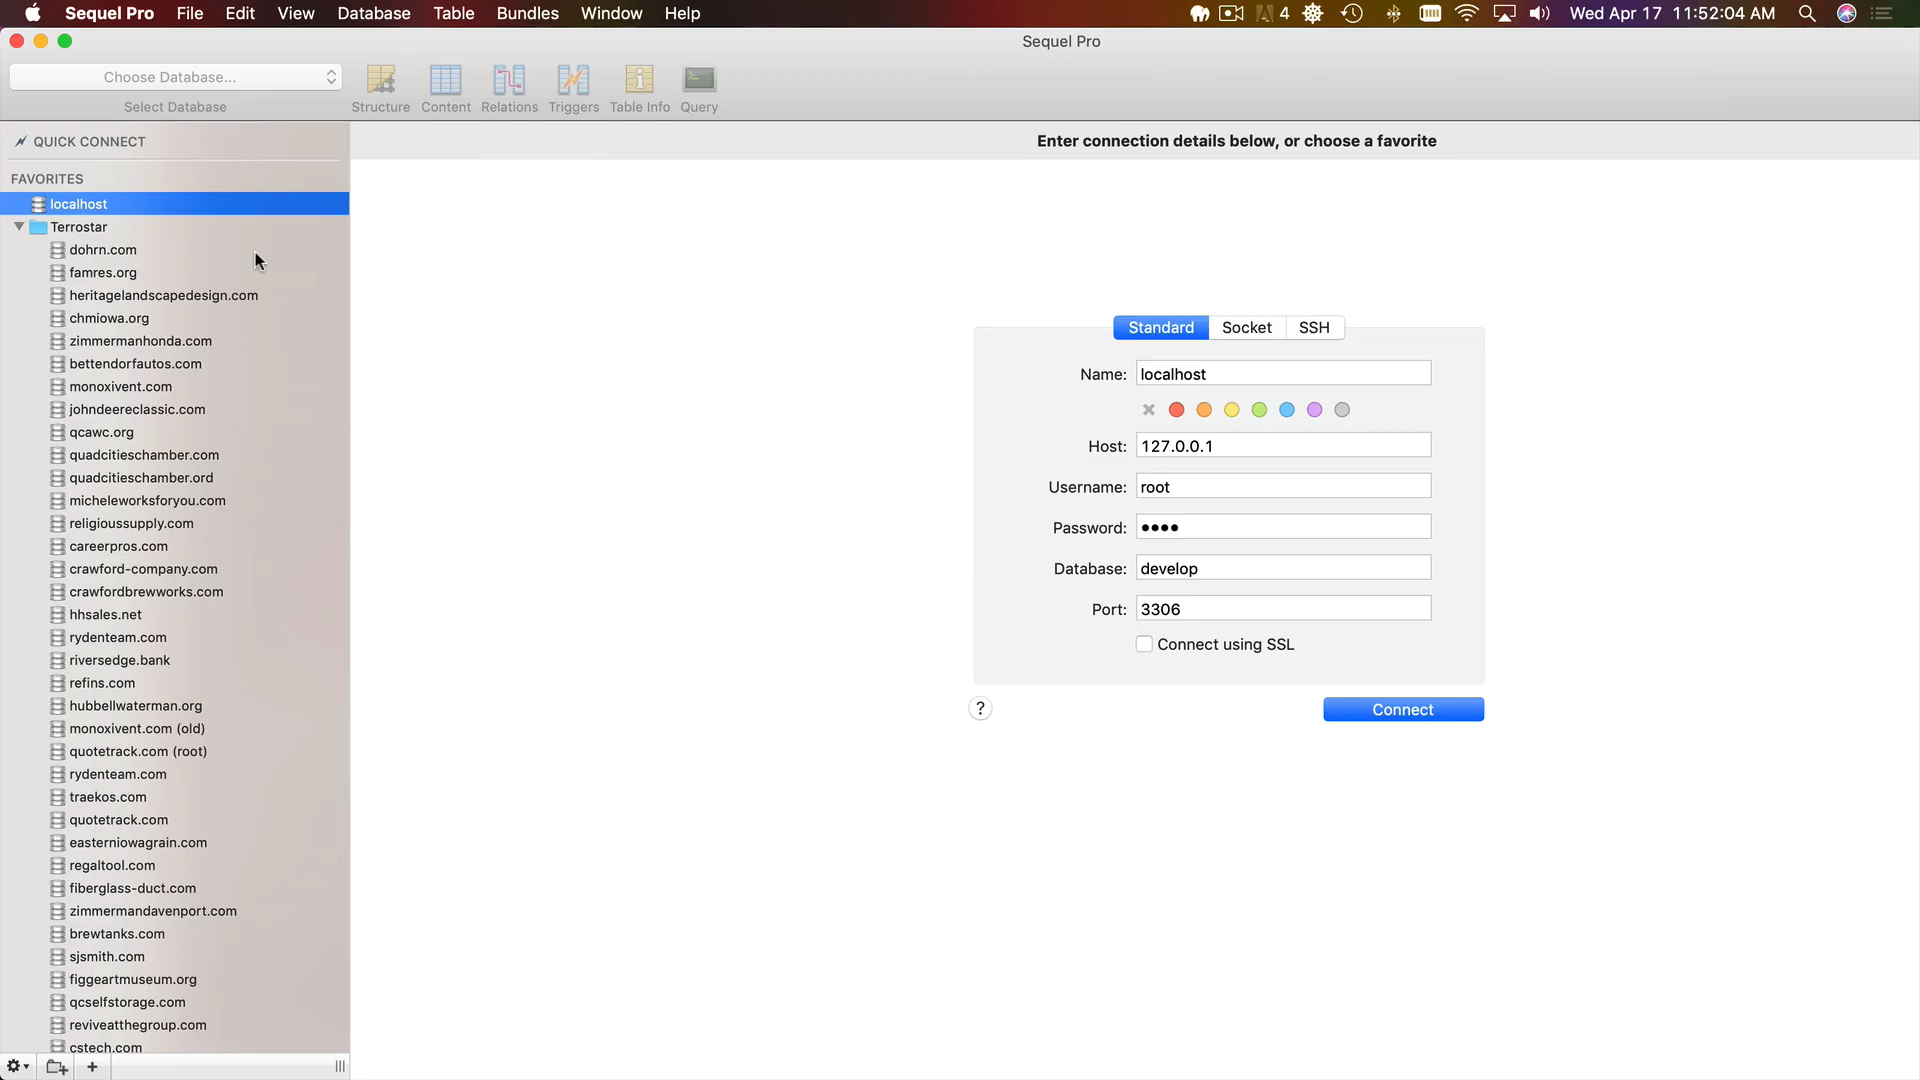 Sequel Pro File Edit View Database Table Bundles Window Help 4 Wed Apr 17 11:52:04 AM
Sequel Pro
Choose Database...
Select Database Structure Content Relations Triggers Table Info Query
QUICK CONNECT
Enter connection details below, or choose a favorite
FAVORITES
localhost
Terrostar
dohrn.com
famres.org
heritagelandscapedesign.com
chmiowa.org
zimmermanhonda.com
bettendorfautos.com
monoxivent.com
johndeereclassic.com
qcawc.org
quadcitieschamber.com
quadcitieschamber.ord
micheleworksforyou.com
religioussupply.com
careerpros.com
crawford-company.com
crawfordbrewworks.com
hhsales.net
rydenteam.com
riversedge.bank
refins.com
hubbellwaterman.org
monoxivent.com (old)
quotetrack.com (root)
rydenteam.com
traekos.com
quotetrack.com
easterniowagrain.com
regaltool.com
fiberglass-duct.com
zimmermandavenport.com
brewtanks.com
sjsmith.com
figgeartmuseum.org
qcselfstorage.com
reviveatthegroup.com
cstech.com
Standard Socket SSH
Name: localhost
Host: 127.0.0.1
Username: root
Password: ••••
Database: develop
Port: 3306
Connect using SSL
? Connect